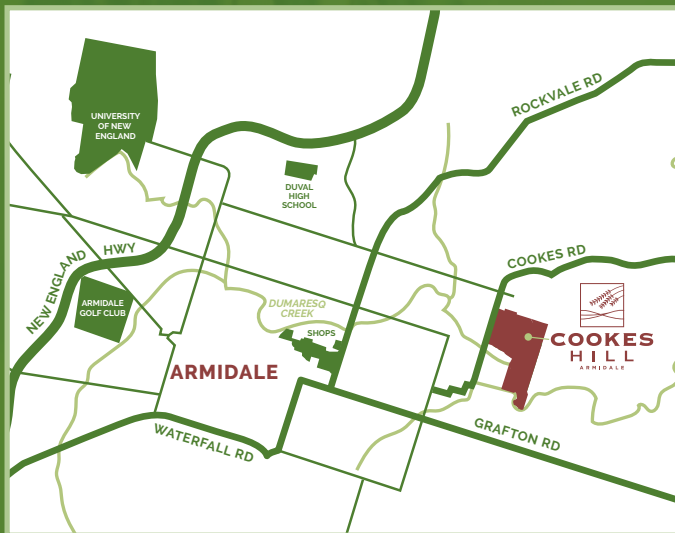 UNIVERSITY
OF NEW
ENGLAND
ROCKVALE RD
DUVAL
HIGH
SCHOOL
NEW ENGLAND HWY
COOKES RD
ARMIDALE
GOLF CLUB
DUMARESQ
CREEK
SHOPS
COOKES
HILL
ARMIDALE
ARMIDALE
WATERFALL RD
GRAFTON RD